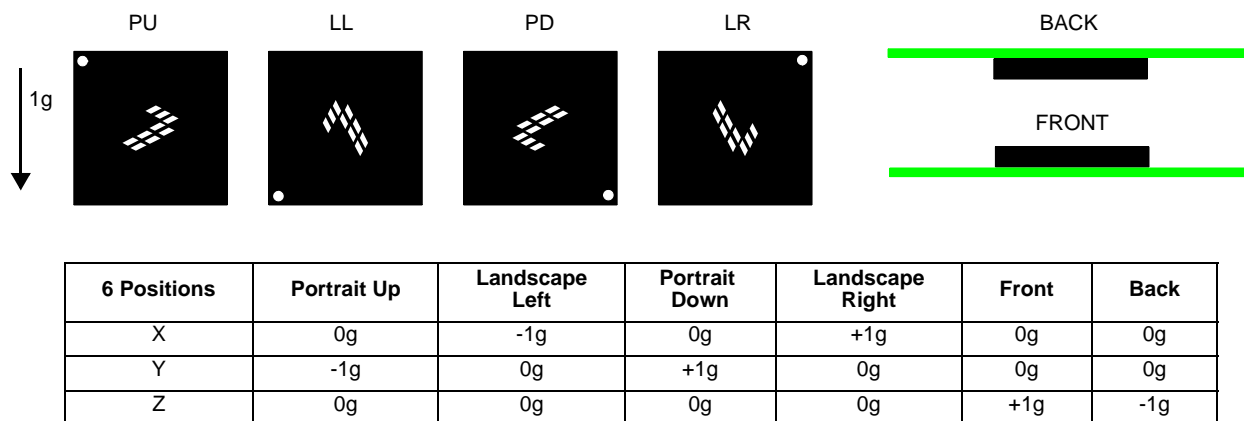 PU LL PD LR BACK
1g
FRONT
6 Positions Portrait Up Landscape Left Portrait Down Landscape Right Front Back
X 0g -1g 0g +1g 0g 0g
Y -1g 0g +1g 0g 0g 0g
Z 0g 0g 0g 0g +1g -1g